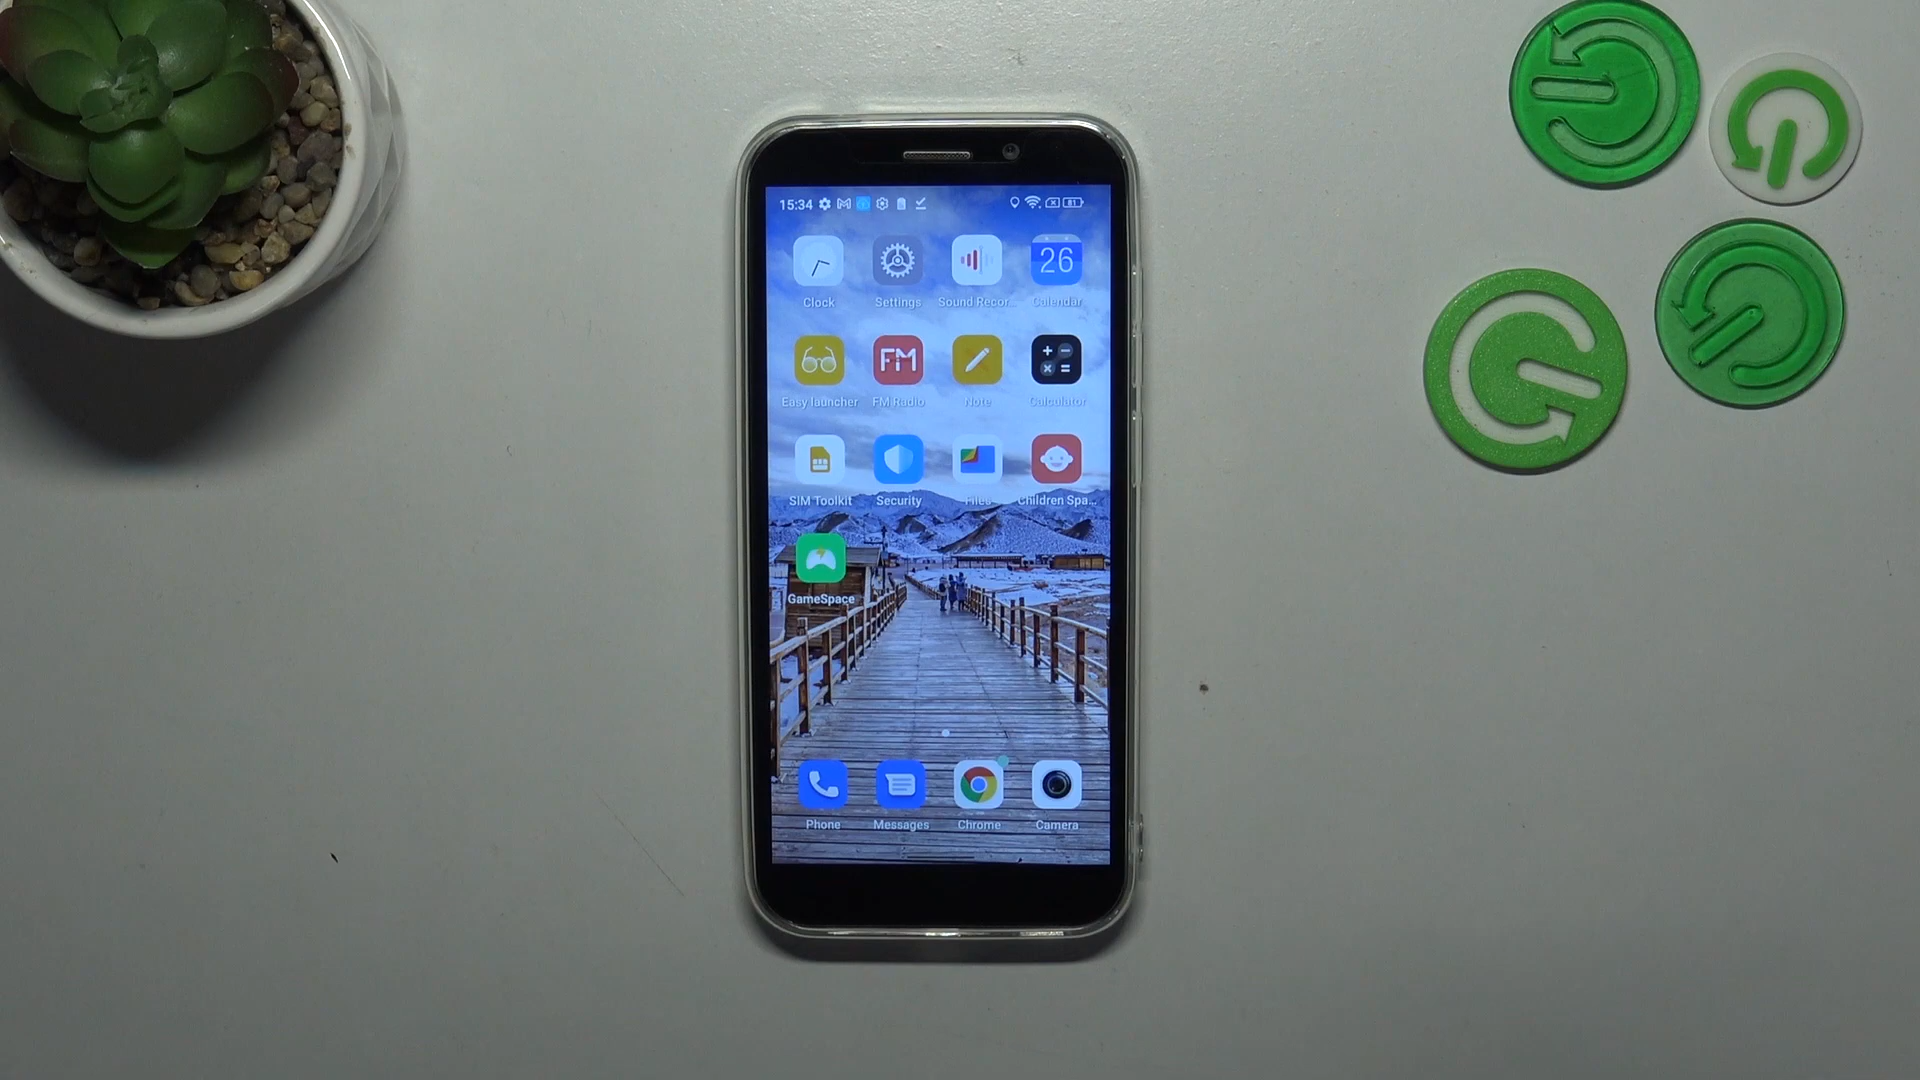 15:34 81
Clock Settings Sound Recor... Calendar
26
FM
Easy launcher FM Radio Note Calculator
SIM Toolkit Security Files Children Spa...
GameSpace
Phone Messages Chrome Camera